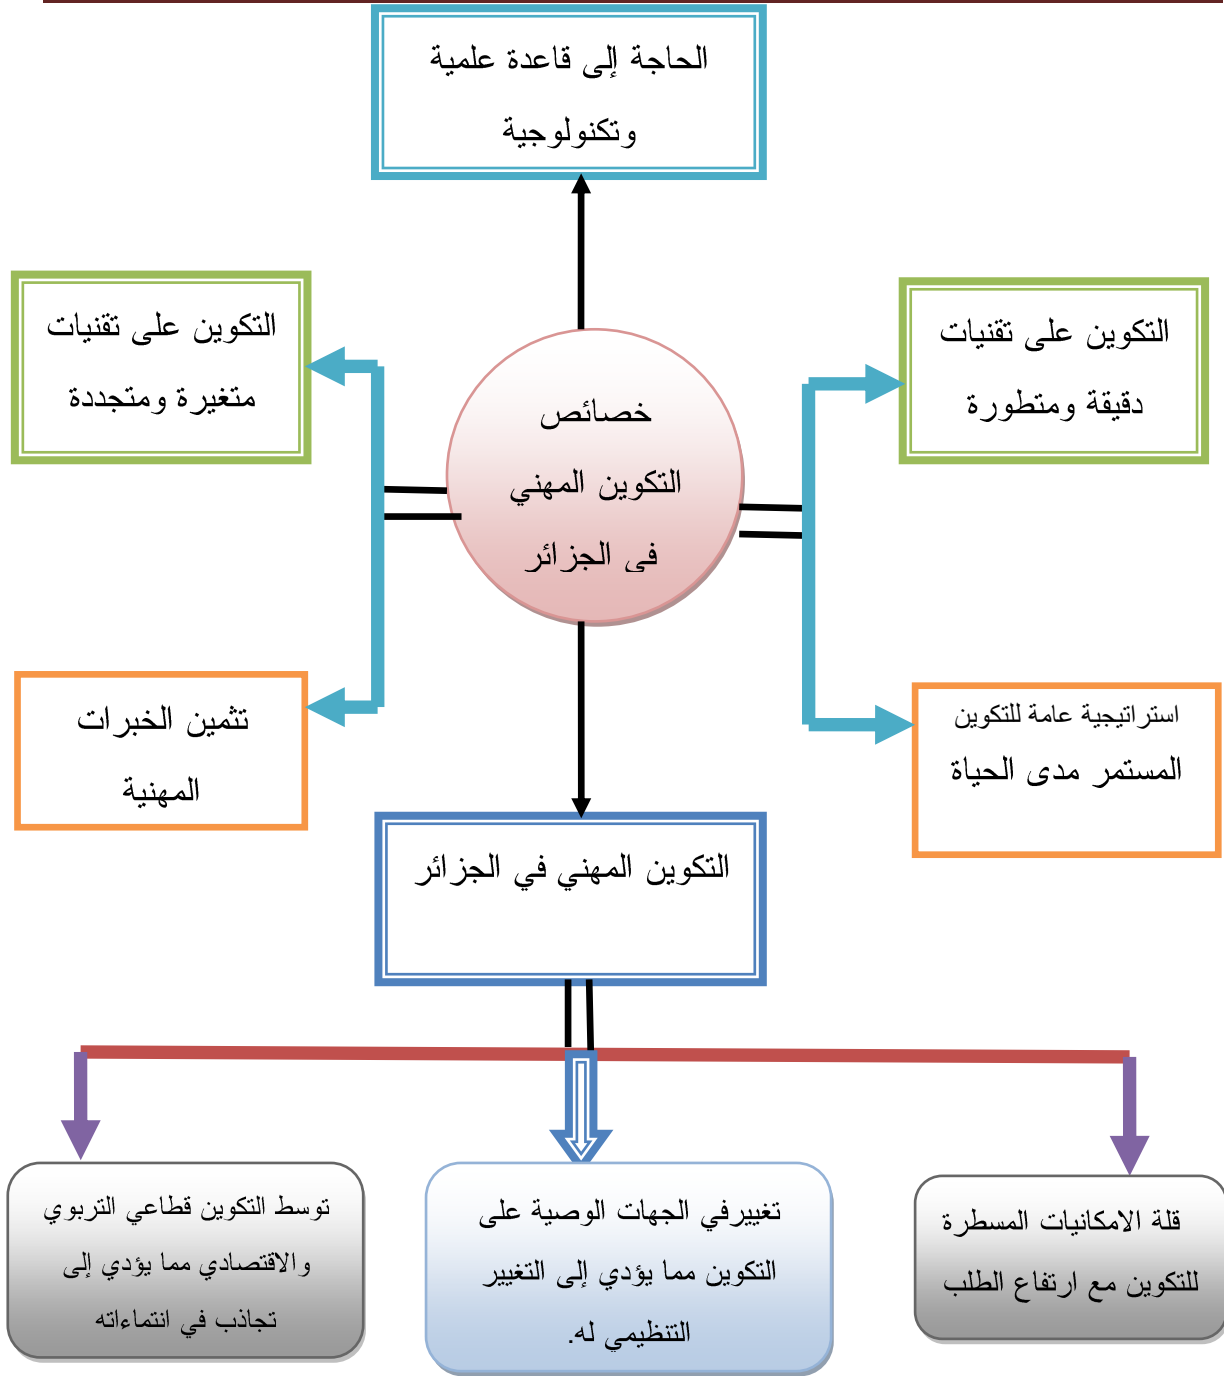 الحاجة إلى قاعدة علمية
وتكنولوجية
التكوين على تقنيات
دقيقة ومتطورة
التكوين على تقنيات
متغيرة ومتجددة
خصائص
التكوين المهني
في الجزائر
استراتيجية عامة للتكوين
المستمر مدى الحياة
تثمين الخبرات
المهنية
التكوين المهني في الجزائر
قلة الامكانيات المسطرة
للتكوين مع ارتفاع الطلب
تغييرفي الجهات الوصية على
التكوين مما يؤدي إلى التغيير
التنظيمي له.
توسط التكوين قطاعي التربوي
والاقتصادي مما يؤدي إلى
تجاذب في انتماءاته